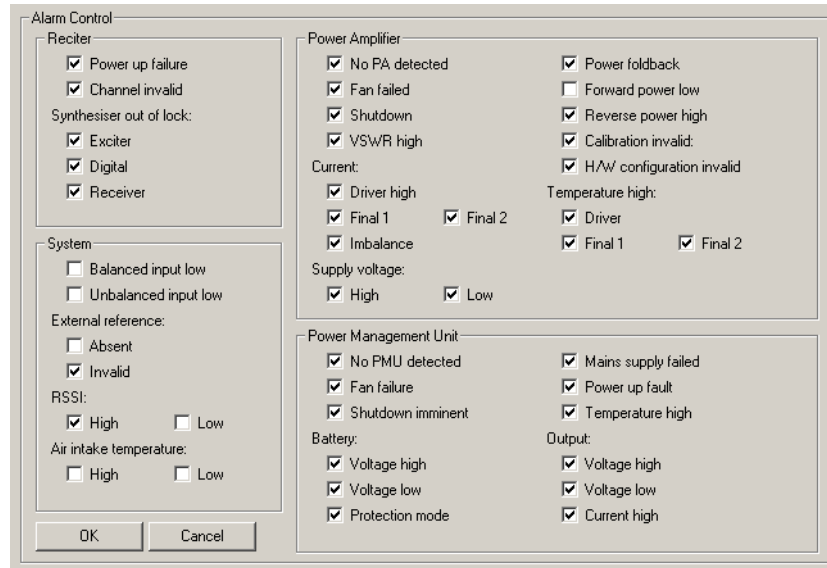 Alarm Control
Reciter
Power up failure
Channel invalid
Synthesiser out of lock:
Exciter
Digital
Receiver
System
Balanced input low
Unbalanced input low
External reference:
Absent
Invalid
RSSI:
High Low
Air intake temperature:
High Low
OK Cancel
Power Amplifier
No PA detected
Fan failed
Shutdown
VSWR high
Current:
Driver high
Final 1 Final 2
Imbalance
Supply voltage:
High Low
Power foldback
Forward power low
Reverse power high
Calibration invalid:
H/W configuration invalid
Temperature high:
Driver
Final 1 Final 2
Power Management Unit
No PMU detected
Fan failure
Shutdown imminent
Battery:
Voltage high
Voltage low
Protection mode
Mains supply failed
Power up fault
Temperature high
Output:
Voltage high
Voltage low
Current high